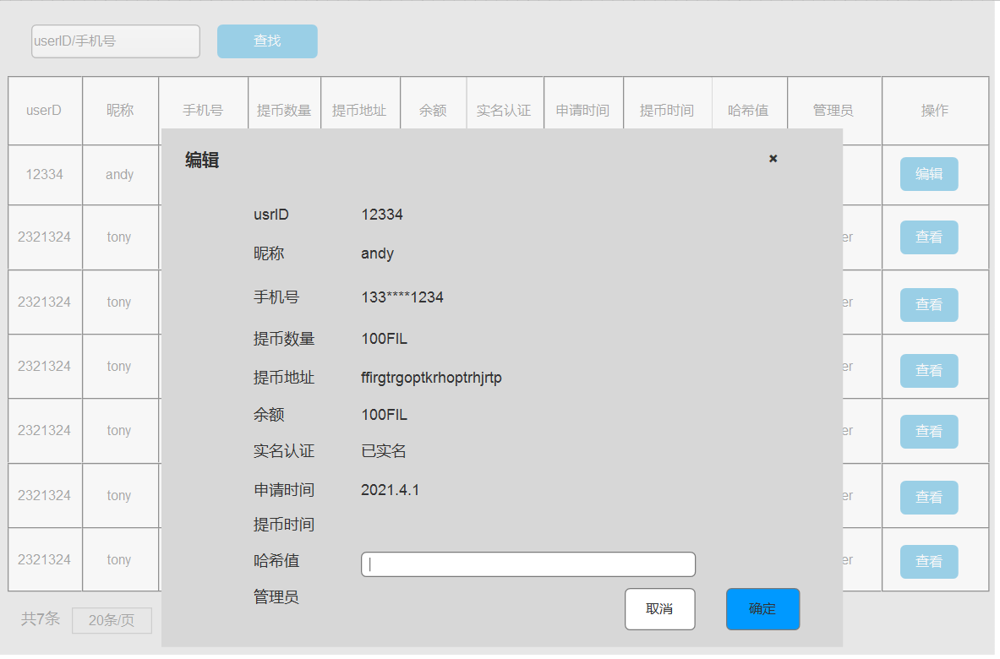 userID/手机号 查找
userD 昵称 手机号 提币数量 提币地址 余额 实名认证 申请时间 提币时间 哈希值 管理员 操作
编辑 ×
12334 andy 编辑
usrID 12334
2321324 tony er 查看
昵称 andy
手机号 133****1234
2321324 tony er 查看
提币数量 100FIL
2321324 tony er 查看
提币地址 ffirgtrgoptkrhoptrhjrtp
余额 100FIL
2321324 tony er 查看
实名认证 已实名
申请时间 2021.4.1
2321324 tony er 查看
提币时间
哈希值
2321324 tony er 查看
管理员
取消 确定
共7条 20条/页